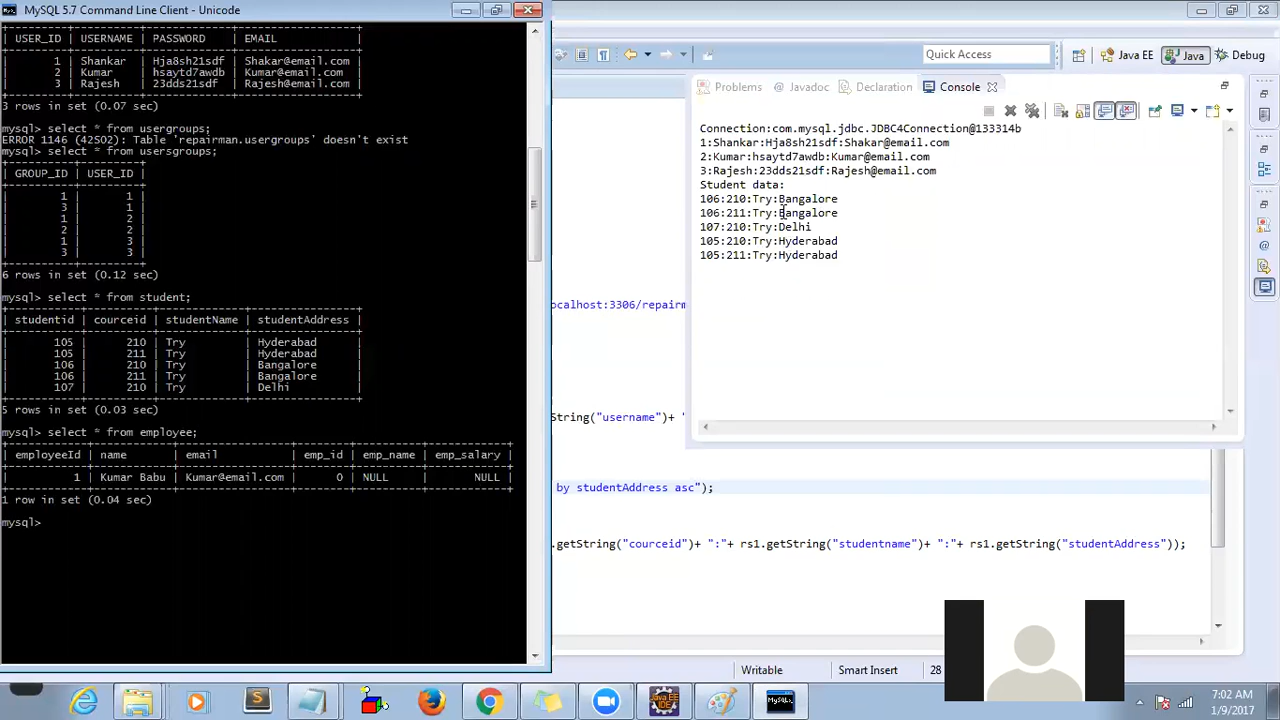 MySQL 5.7 Command Line Client - Unicode
| USER_ID | USERNAME | PASSWORD | EMAIL |
| 1 | Shankar | Hja8sh21sdf | Shakar@email.com |
| 2 | Kumar | hsaytd7awdb | Kumar@email.com |
| 3 | Rajesh | 23dds21sdf | Rajesh@email.com |
3 rows in set (0.07 sec)
mysql> select * from usergroups;
ERROR 1146 (42S02): Table 'repairman.usergroups' doesn't exist
mysql> select * from usersgroups;
| GROUP_ID | USER_ID |
| 1 | 1 |
| 3 | 1 |
| 1 | 2 |
| 2 | 2 |
| 1 | 3 |
| 3 | 3 |
6 rows in set (0.12 sec)
mysql> select * from student;
| studentid | courceid | studentName | studentAddress |
| 105 | 210 | Try | Hyderabad |
| 105 | 211 | Try | Hyderabad |
| 106 | 210 | Try | Bangalore |
| 106 | 211 | Try | Bangalore |
| 107 | 210 | Try | Delhi |
5 rows in set (0.03 sec)
mysql> select * from employee;
| employeeId | name | email | emp_id | emp_name | emp_salary |
| 1 | Kumar Babu | Kumar@email.com | 0 | NULL | NULL |
1 row in set (0.04 sec)
mysql>
Quick Access
Java EE
Java
Debug
Problems
Javadoc
Declaration
Console
Connection:com.mysql.jdbc.JDBC4Connection@133314b
1:Shankar:Hja8sh21sdf:Shakar@email.com
2:Kumar:hsaytd7awdb:Kumar@email.com
3:Rajesh:23dds21sdf:Rajesh@email.com
Student data:
106:210:Try:Bangalore
106:211:Try:Bangalore
107:210:Try:Delhi
105:210:Try:Hyderabad
105:211:Try:Hyderabad
ocalhost:3306/repairm
String("username")+ "
by studentAddress asc");
.getString("courceid")+ ":"+ rs1.getString("studentname")+ ":"+ rs1.getString("studentAddress"));
Writable
Smart Insert
28
Java EE
IDE
7:02 AM
1/9/2017